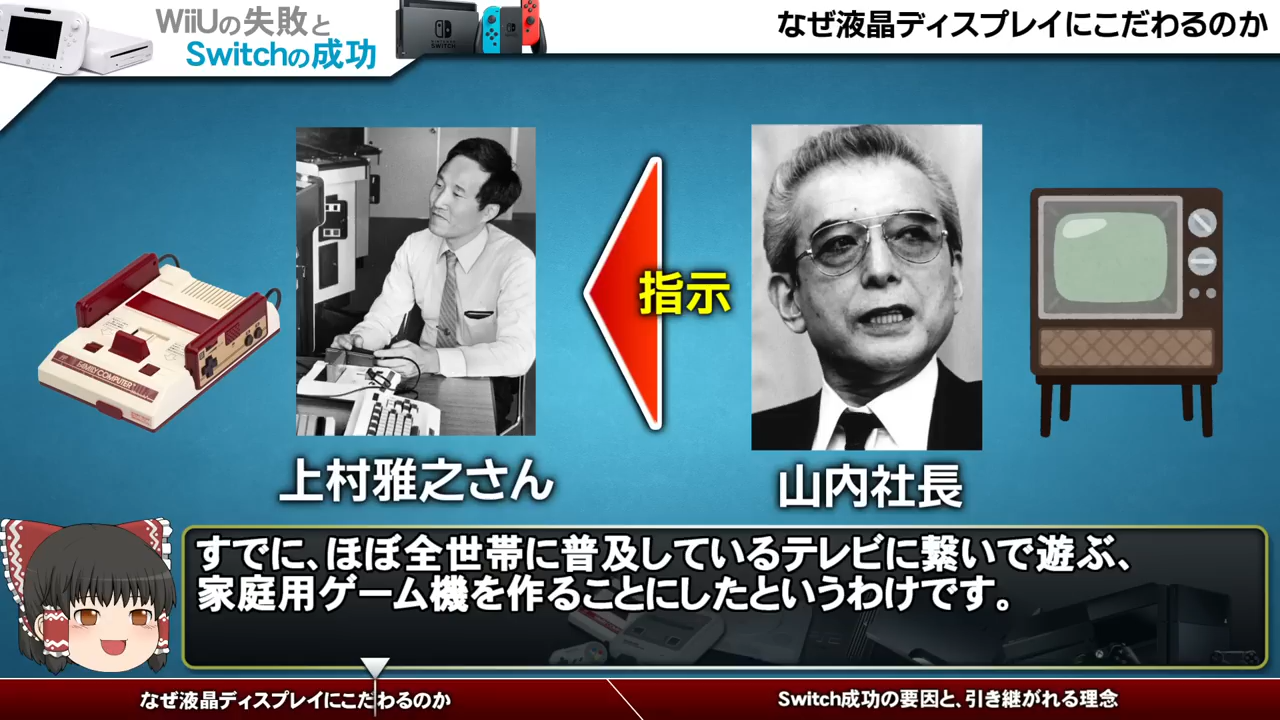 WiiUの失敗と
Switchの成功
なぜ液晶ディスプレイにこだわるのか
指示
上村雅之さん
山内社長
FAMILY COMPUTER
すでに、ほぼ全世帯に普及しているテレビに繋いで遊ぶ、
家庭用ゲーム機を作ることにしたというわけです。
なぜ液晶ディスプレイにこだわるのか
Switch成功の要因と、引き継がれる理念